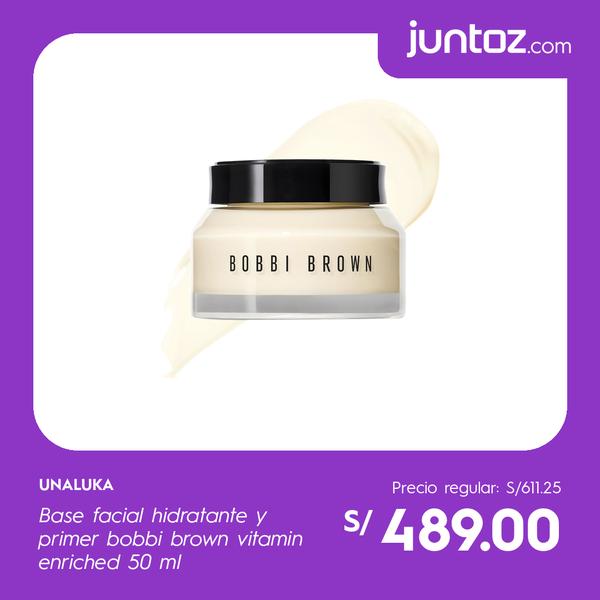 juntoz.com
BOBBI BROWN
UNALUKA
Base facial hidratante y
primer bobbi brown vitamin
enriched 50 ml
Precio regular: S/611.25
S/ 489.00